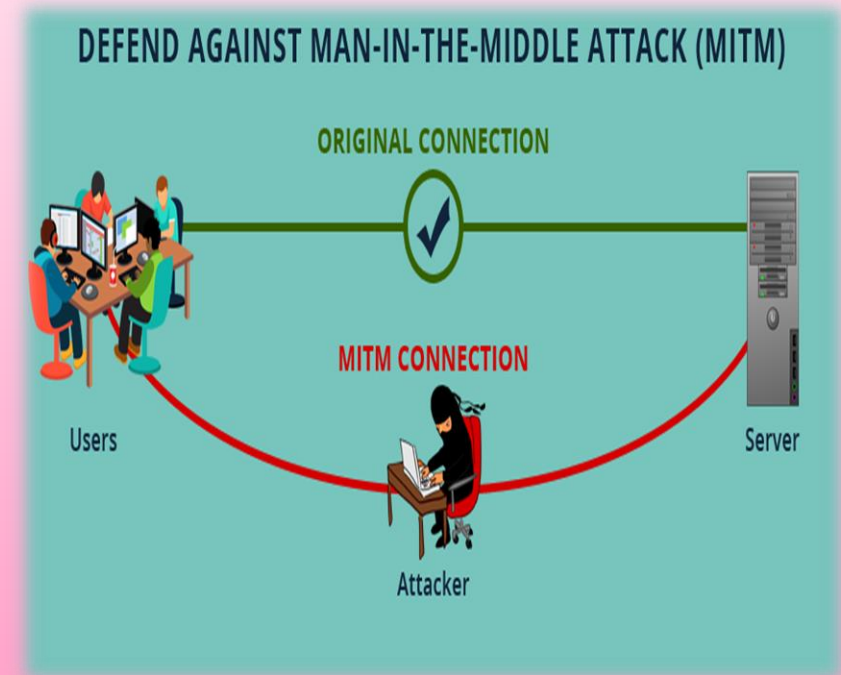 DEFEND AGAINST MAN-IN-THE-MIDDLE ATTACK (MITM)
ORIGINAL CONNECTION
MITM CONNECTION
Users
Server
Attacker